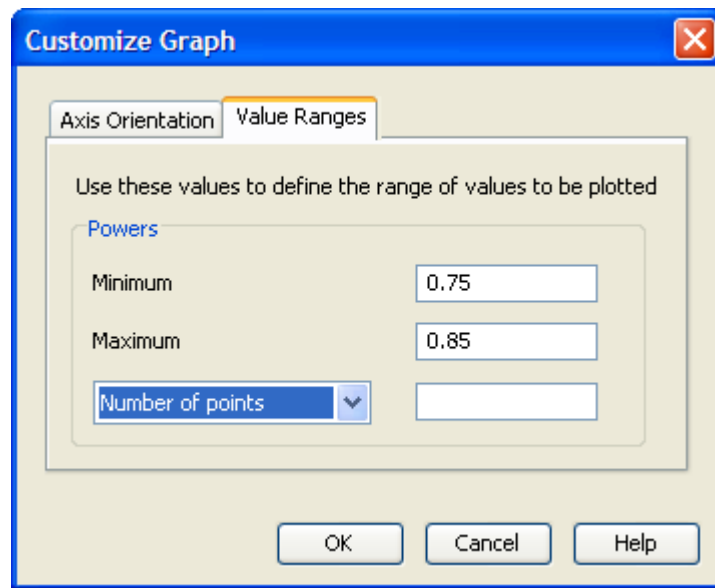 Customize Graph
Axis Orientation
Value Ranges
Use these values to define the range of values to be plotted
Powers
Minimum
0.75
Maximum
0.85
Number of points
OK
Cancel
Help